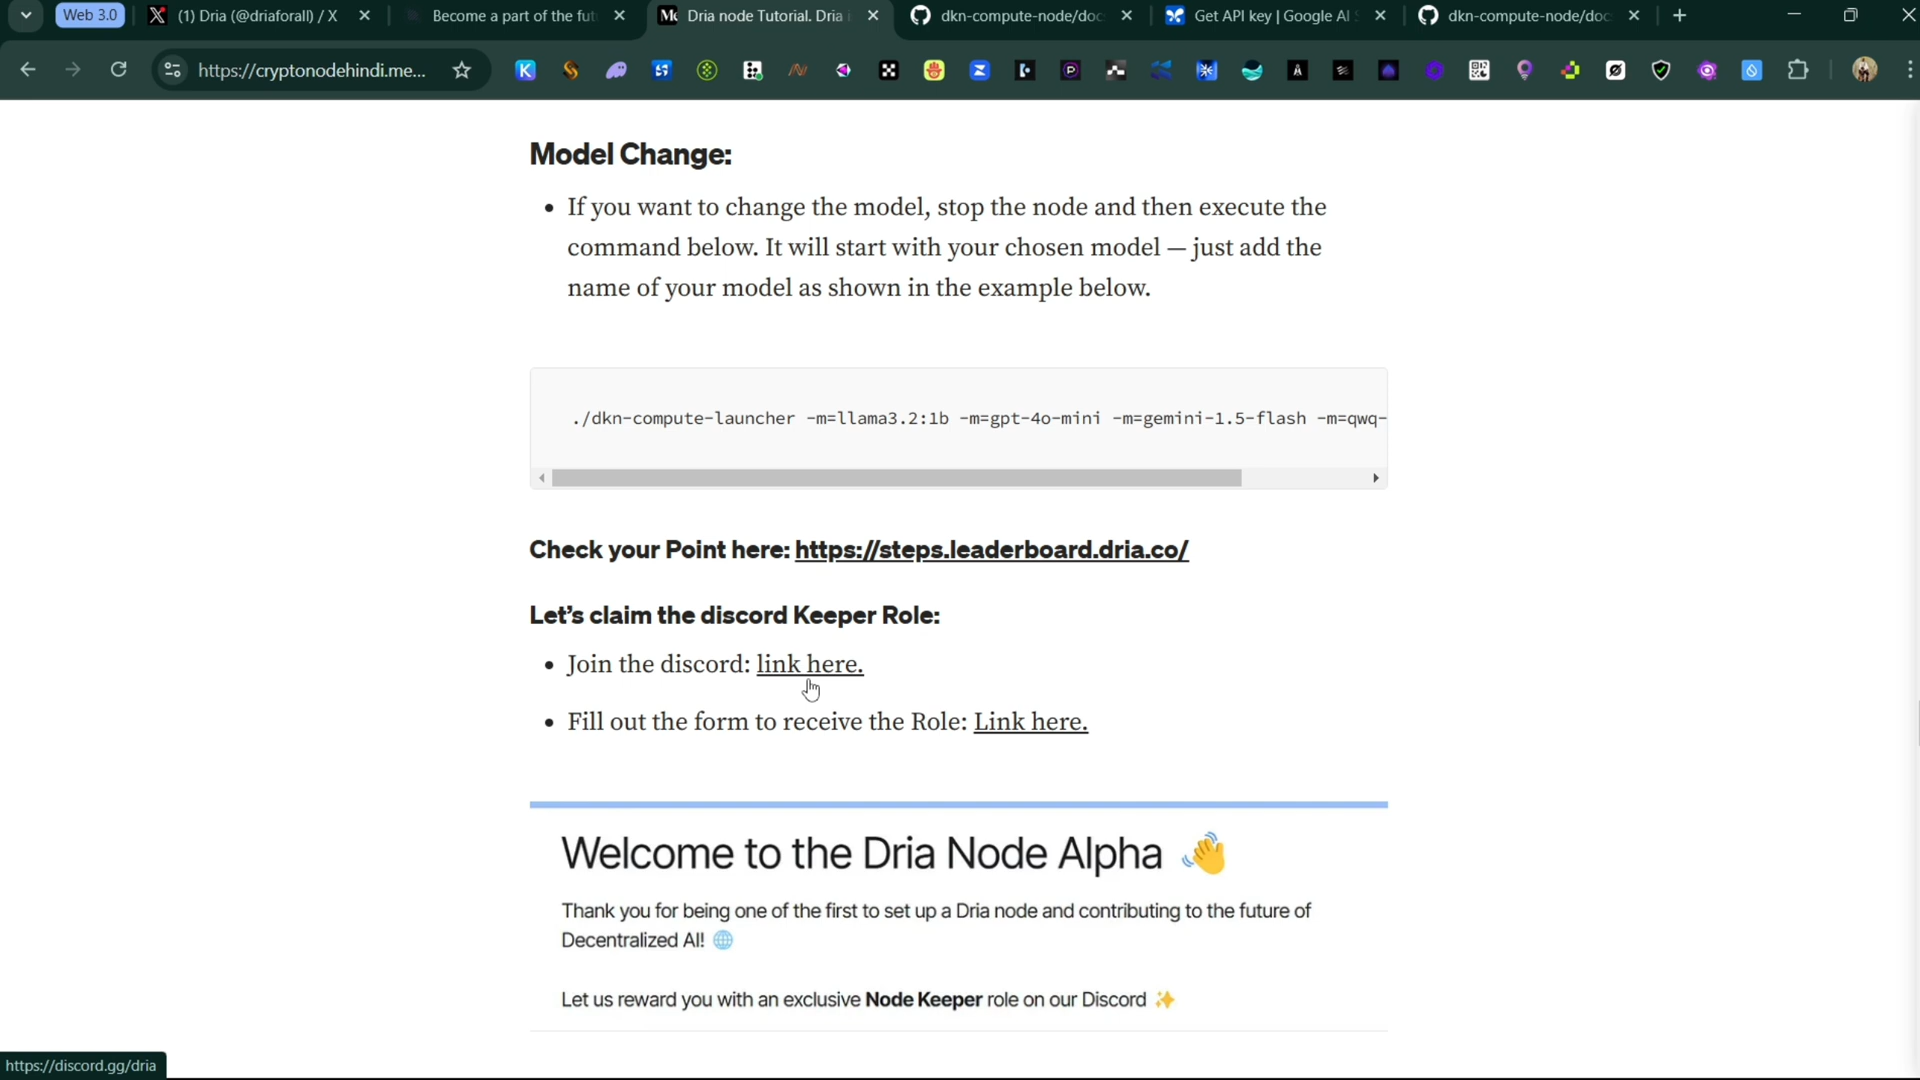 Web 3.0
(1) Dria (@driaforall) / X
Become a part of the fut
Dria node Tutorial. Dria i
dkn-compute-node/doc
Get API key | Google AI S
dkn-compute-node/doc
https://cryptonodehindi.me...
Model Change:
If you want to change the model, stop the node and then execute the
command below. It will start with your chosen model — just add the
name of your model as shown in the example below.
./dkn-compute-launcher -m=llama3.2:1b -m=gpt-4o-mini -m=gemini-1.5-flash -m=qwq-
Check your Point here: https://steps.leaderboard.dria.co/
Let's claim the discord Keeper Role:
Join the discord: link here.
Fill out the form to receive the Role: Link here.
Welcome to the Dria Node Alpha 👋
Thank you for being one of the first to set up a Dria node and contributing to the future of
Decentralized AI! 🌐
Let us reward you with an exclusive Node Keeper role on our Discord ✨
https://discord.gg/dria